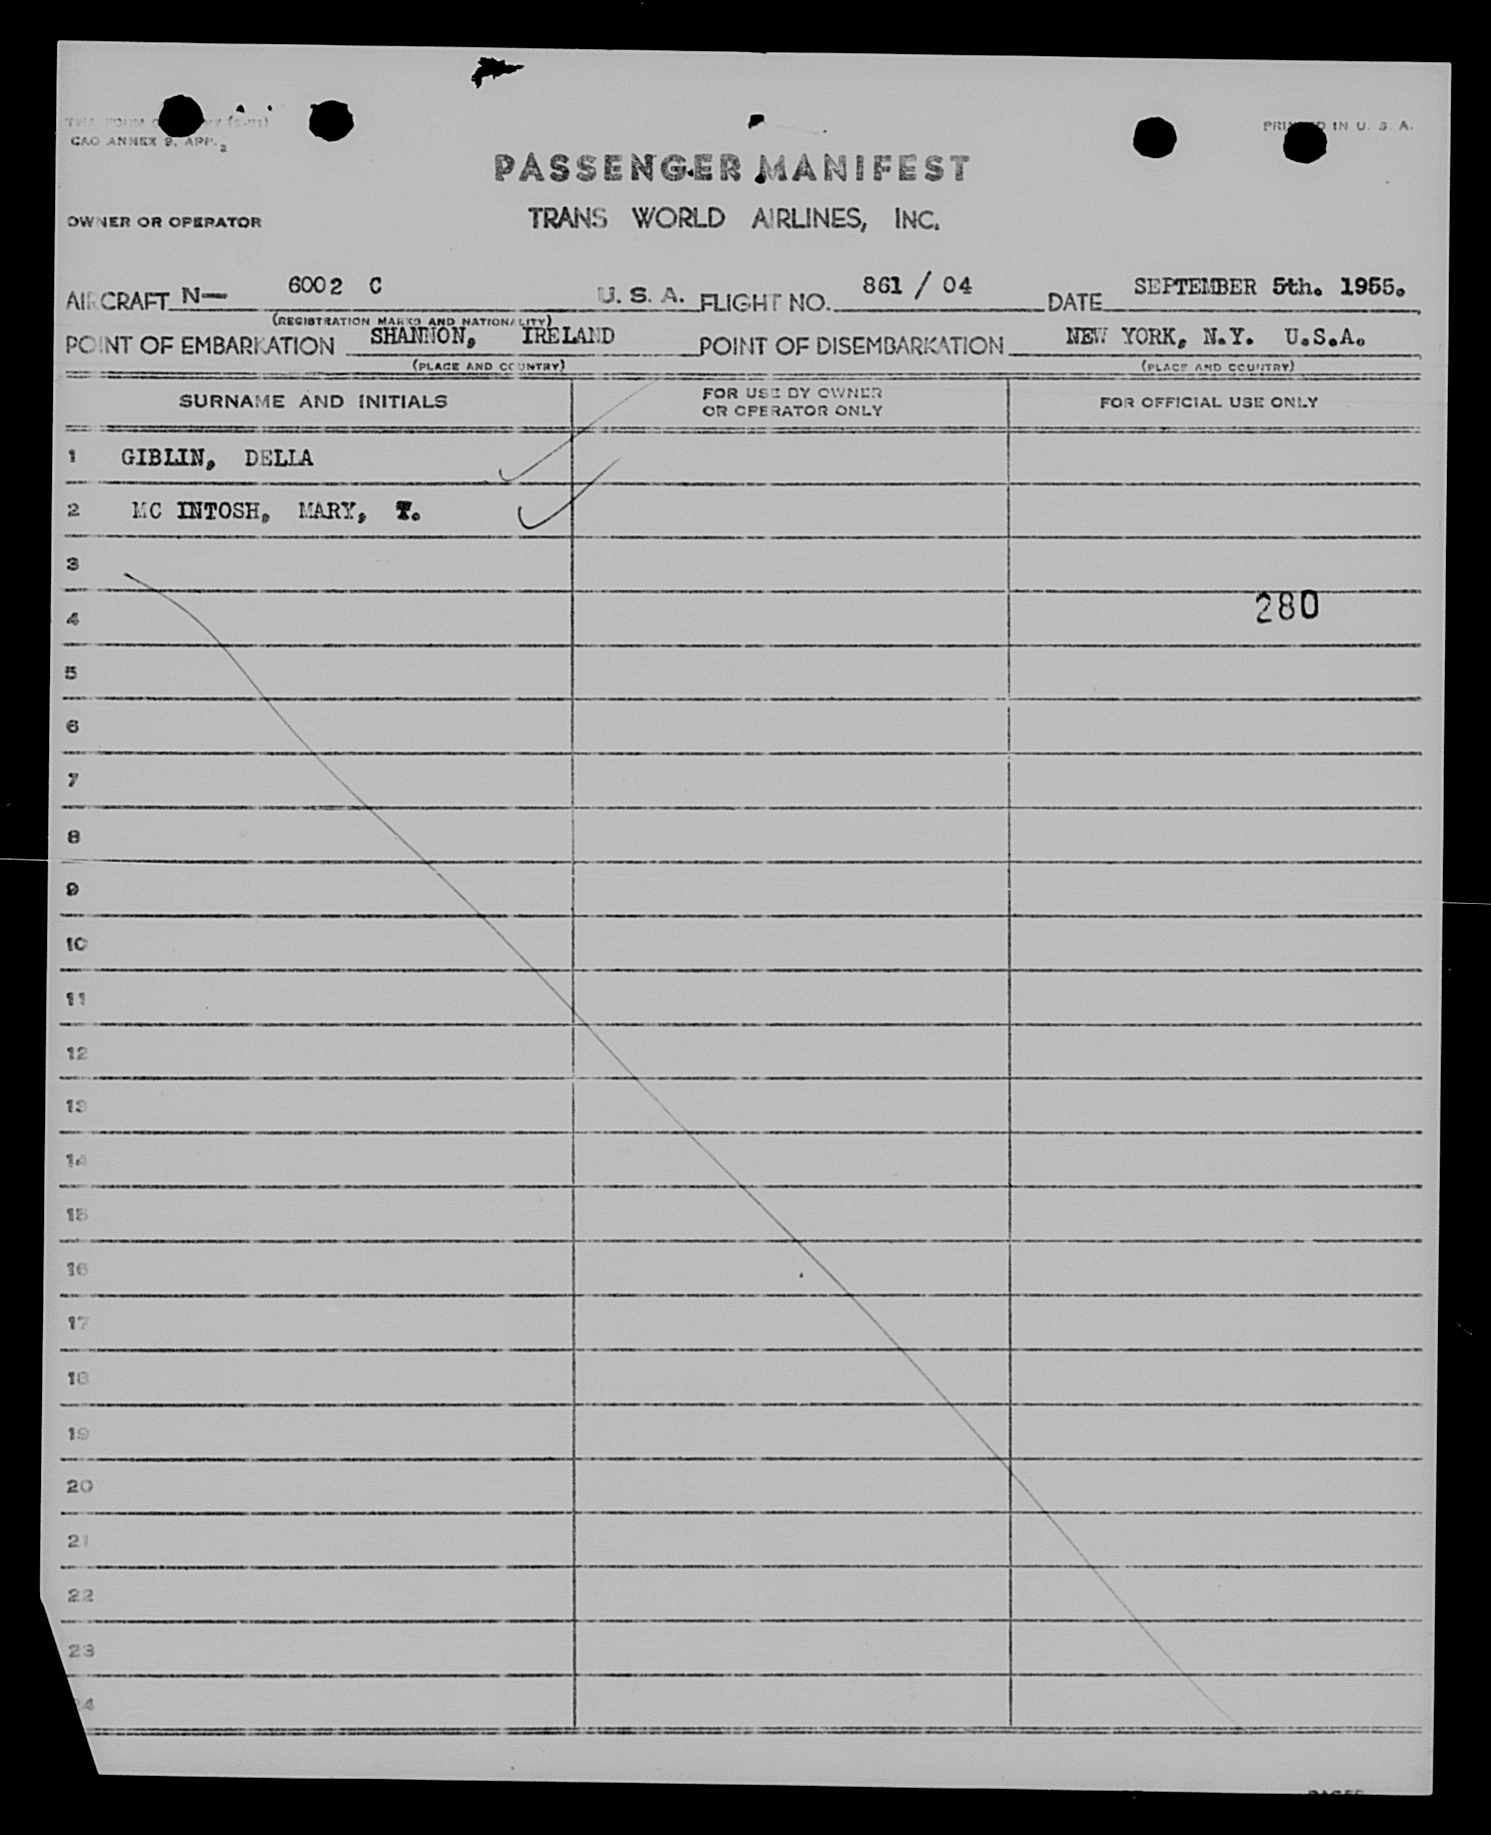 PRINTED IN U. S. A.
CAO ANNEX 9, APP. 2
PASSENGER MANIFEST
OWNER OR OPERATOR TRANS WORLD AIRLINES, INC.
AIRCRAFT N— 6002 C U. S. A. FLIGHT NO. 861 / 04 DATE SEPTEMBER 5th. 1955.
(REGISTRATION MARKS AND NATIONALITY)
POINT OF EMBARKATION SHANNON, IRELAND POINT OF DISEMBARKATION NEW YORK, N.Y. U.S.A.
(PLACE AND COUNTRY) (PLACE AND COUNTRY)
SURNAME AND INITIALS FOR USE BY OWNER OR OPERATOR ONLY FOR OFFICIAL USE ONLY
1 GIBLIN, DELLA
2 MC INTOSH, MARY, T.
3
4 280
5
6
7
8
9
10
11
12
13
14
15
16
17
18
19
20
21
22
23
24